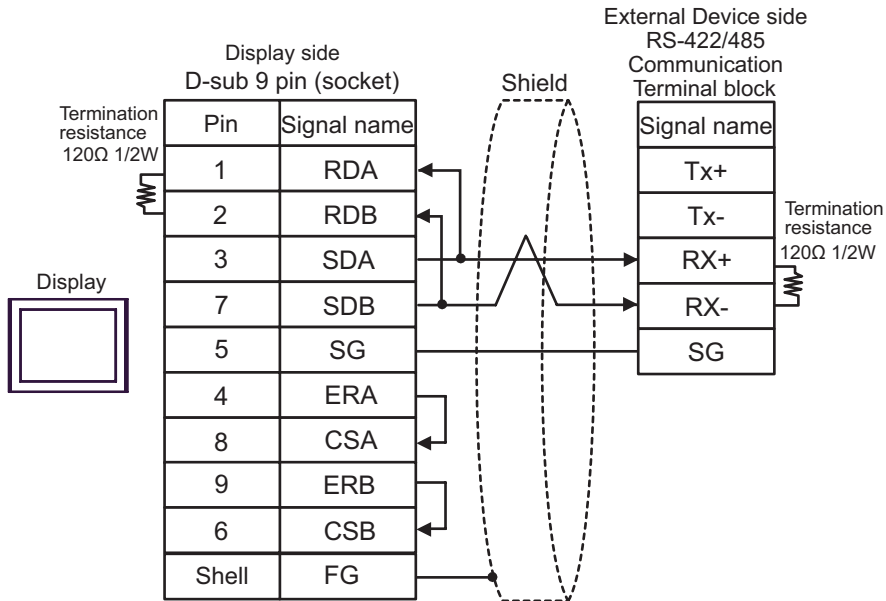 Display side
D-sub 9 pin (socket)
Termination
resistance
120Ω 1/2W
Pin Signal name
1 RDA
2 RDB
3 SDA
7 SDB
5 SG
4 ERA
8 CSA
9 ERB
6 CSB
Shell FG
Display
Shield
External Device side
RS-422/485
Communication
Terminal block
Signal name
Tx+
Tx-
RX+
RX-
SG
Termination
resistance
120Ω 1/2W